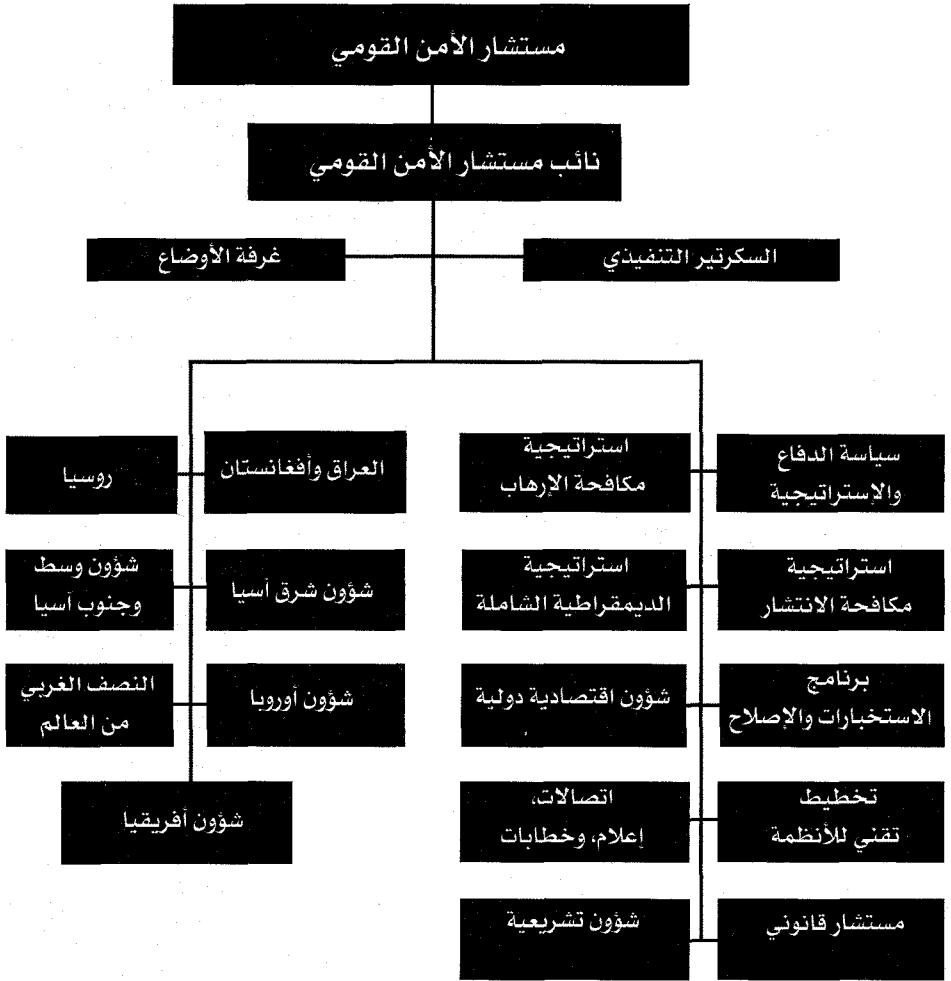 مستشار الأمن القومي
نائب مستشار الأمن القومي
السكرتير التنفيذي
غرفة الأوضاع
سياسة الدفاع
والإستراتيجية
استراتيجية
مكافحة الإرهاب
العراق وأفغانستان
روسيا
استراتيجية
مكافحة الانتشار
استراتيجية
الديمقراطية الشاملة
شؤون شرق آسيا
شؤون وسط
وجنوب آسيا
برنامج
الاستخبارات والإصلاح
شؤون اقتصادية دولية
شؤون أوروبا
النصف الغربي
من العالم
تخطيط
تقني للأنظمة
اتصالات،
إعلام، وخطابات
شؤون أفريقيا
مستشار قانوني
شؤون تشريعية